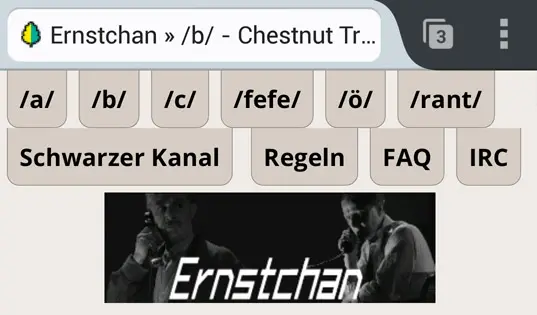 Ernstchan » /b/ - Chestnut Tr...
3
/a/ /b/ /c/ /fefe/ /ö/ /rant/
Schwarzer Kanal Regeln FAQ IRC
Ernstchan